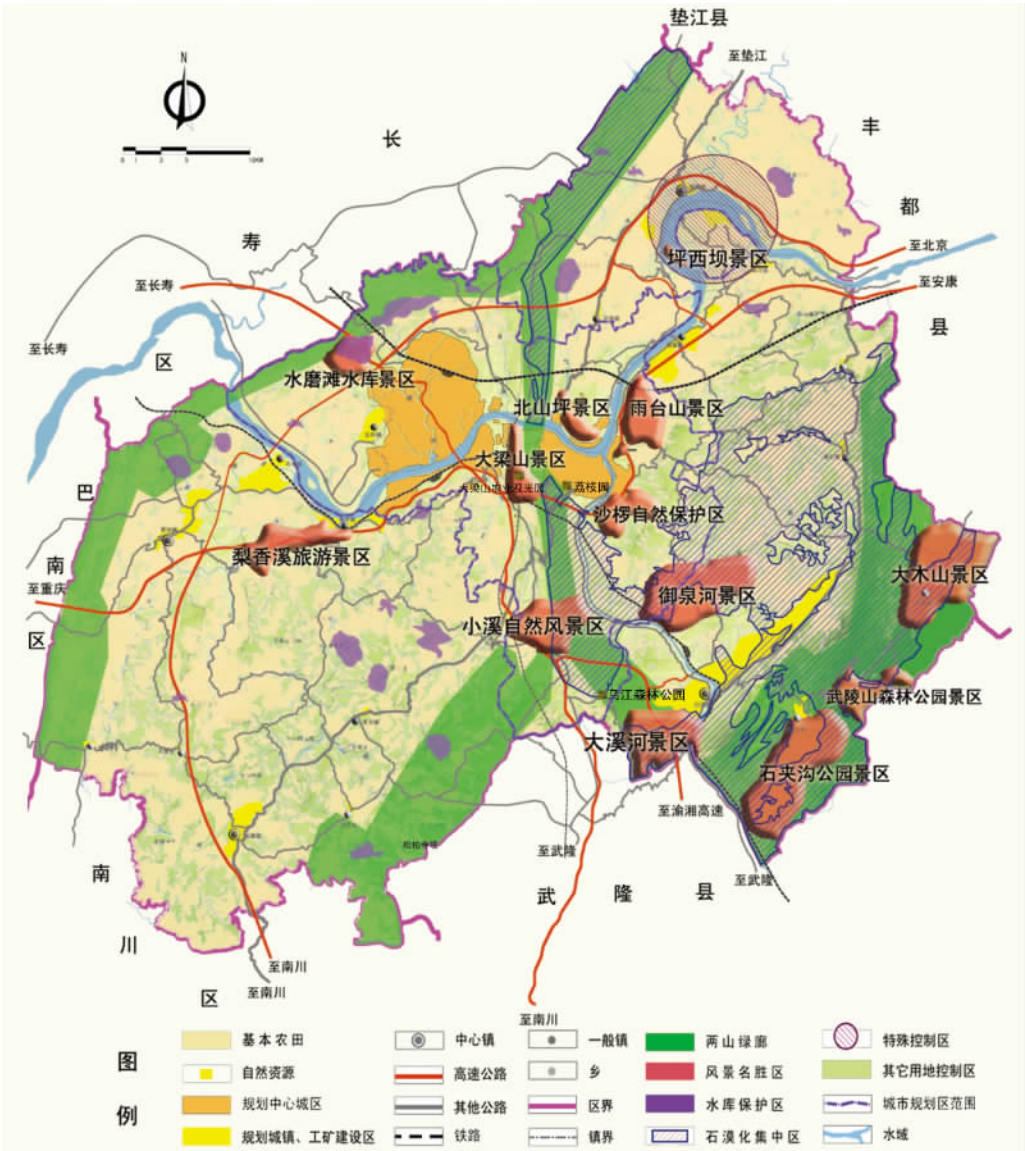 垫江县
至垫江
N
长
丰
都
寿
至北京
坪西坝景区
至长寿
至安康
县
至长寿
区
水磨滩水库景区
北山坪景区
雨台山景区
大梁山景区
荔枝园
巴
沙椤自然保护区
南
梨香溪旅游景区
大木山景区
至重庆
御泉河景区
区
小溪自然风景区
乌江森林公园
武陵山森林公园景区
大溪河景区
石夹沟公园景区
至渝湘高速
至武隆
至武隆
南
武
隆
县
川
至南川
区
至南川
至南川
图
例
基本农田
中心镇
一般镇
两山绿廊
特殊控制区
自然资源
高速公路
乡
风景名胜区
其它用地控制区
规划中心城区
其他公路
区界
水库保护区
城市规划区范围
规划城镇、工矿建设区
铁路
镇界
石漠化集中区
水域